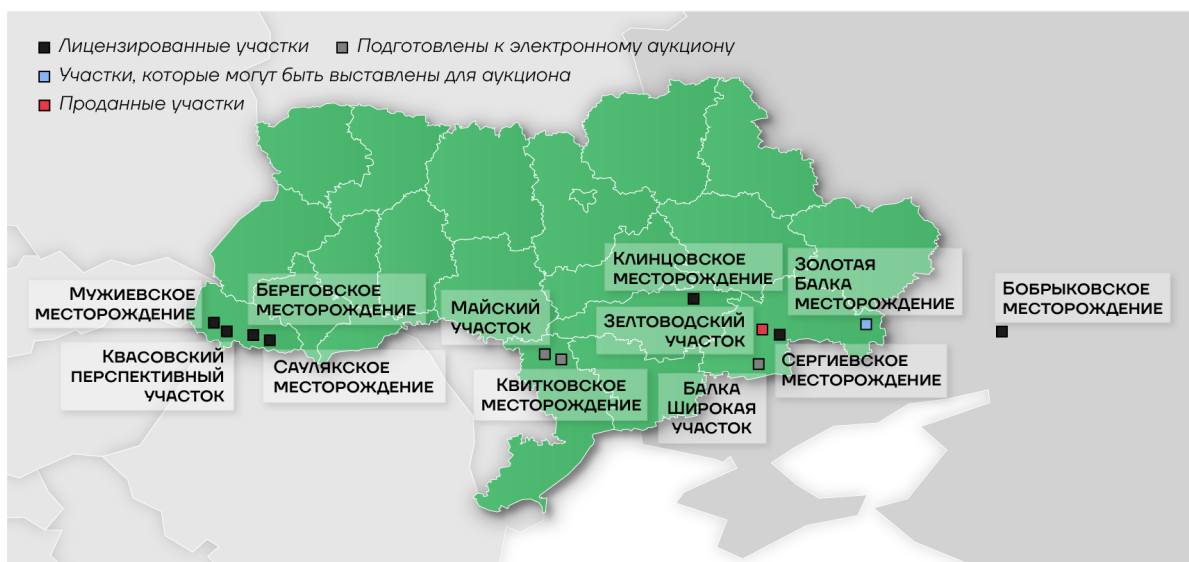 Лицензированные участки
Подготовлены к электронному аукциону
Участки, которые могут быть выставлены для аукциона
Проданные участки
МУЖИЕВСКОЕ
МЕСТОРОЖДЕНИЕ
БЕРЕГОВСКОЕ
МЕСТОРОЖДЕНИЕ
КВАСОВСКИЙ
ПЕРСПЕКТИВНЫЙ
УЧАСТОК
САУЛЯКСКОЕ
МЕСТОРОЖДЕНИЕ
МАЙСКИЙ
УЧАСТОК
КВИТКОВСКОЕ
МЕСТОРОЖДЕНИЕ
КЛИНЦОВСКОЕ
МЕСТОРОЖДЕНИЕ
ЗЕЛТОВОДСКИЙ
УЧАСТОК
БАЛКА
ШИРОКАЯ
УЧАСТОК
ЗОЛОТАЯ
БАЛКА
МЕСТОРОЖДЕНИЕ
СЕРГИЕВСКОЕ
МЕСТОРОЖДЕНИЕ
БОБРЫКОВСКОЕ
МЕСТОРОЖДЕНИЕ